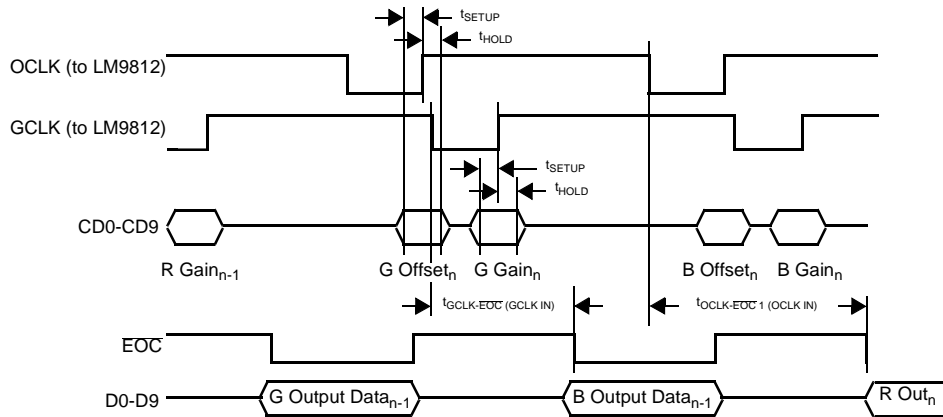 tSETUP
tHOLD
OCLK (to LM9812)
GCLK (to LM9812)
tSETUP
tHOLD
CD0-CD9
R Gainn-1
G Offsetn
G Gainn
B Offsetn
B Gainn
tGCLK-EOC (GCLK IN)
tOCLK-EOC 1 (OCLK IN)
EOC
D0-D9
G Output Datan-1
B Output Datan-1
R Outn